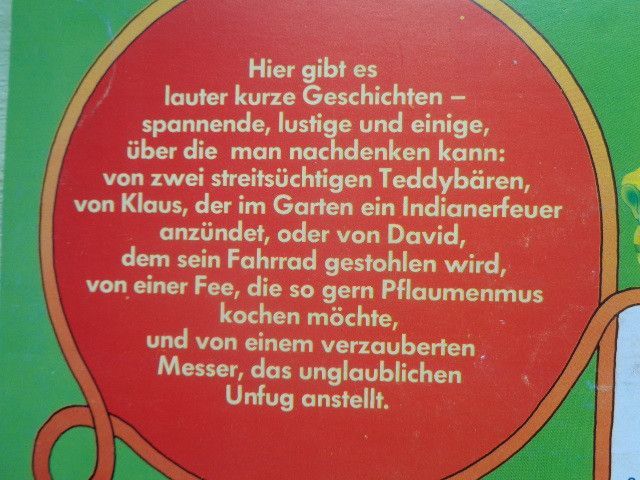 Hier gibt es
lauter kurze Geschichten –
spannende, lustige und einige,
über die man nachdenken kann:
von zwei streitsüchtigen Teddybären,
von Klaus, der im Garten ein Indianerfeuer
anzündet, oder von David,
dem sein Fahrrad gestohlen wird,
von einer Fee, die so gern Pflaumenmus
kochen möchte,
und von einem verzauberten
Messer, das unglaublichen
Unfug anstellt.